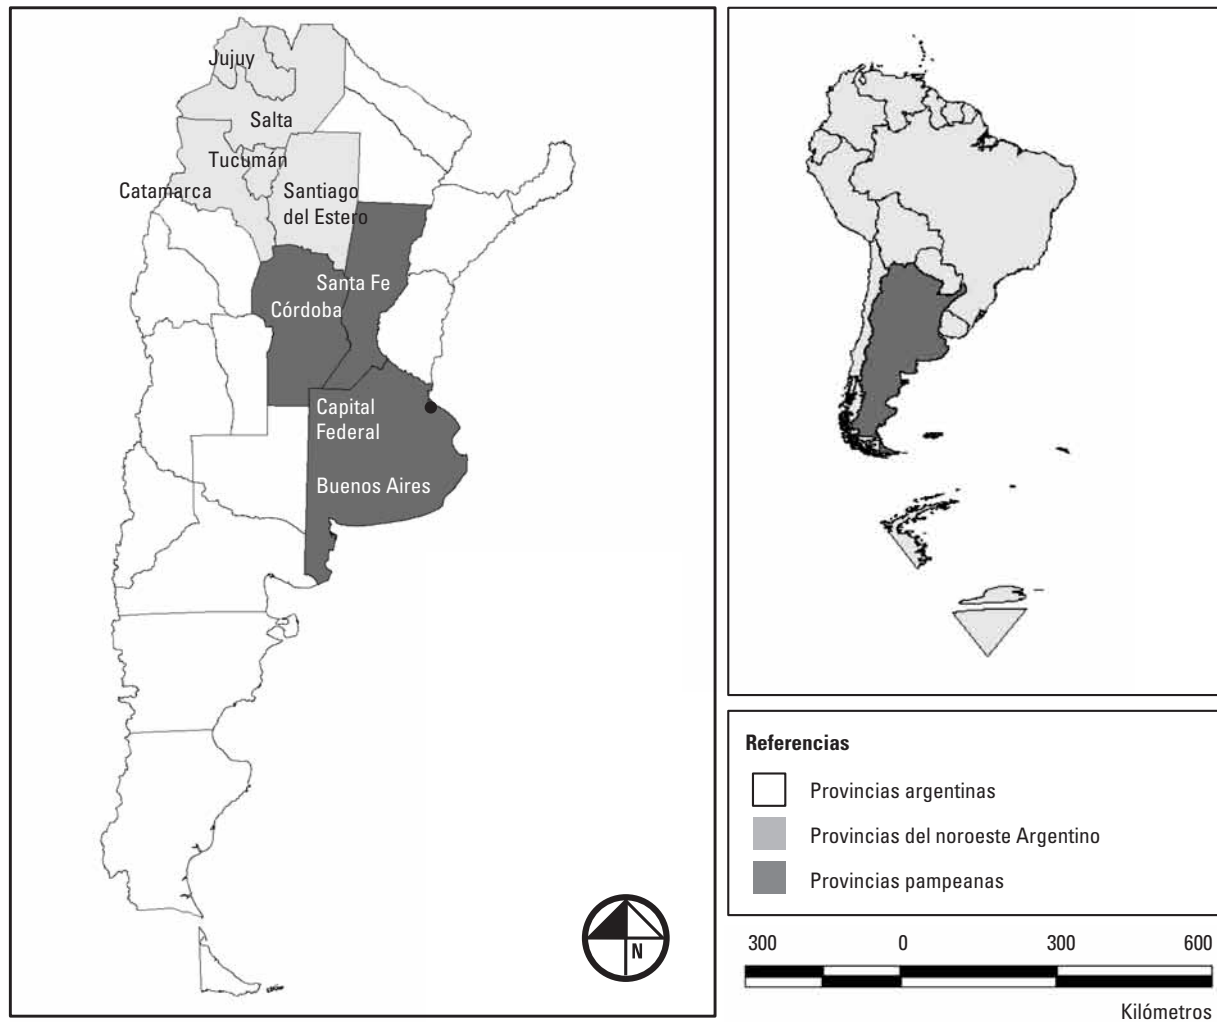 Jujuy
Salta
Tucumán
Catamarca
Santiago
del Estero
Santa Fe
Córdoba
Capital
Federal
Buenos Aires
N
Referencias
Provincias argentinas
Provincias del noroeste Argentino
Provincias pampeanas
300 0 300 600
Kilómetros